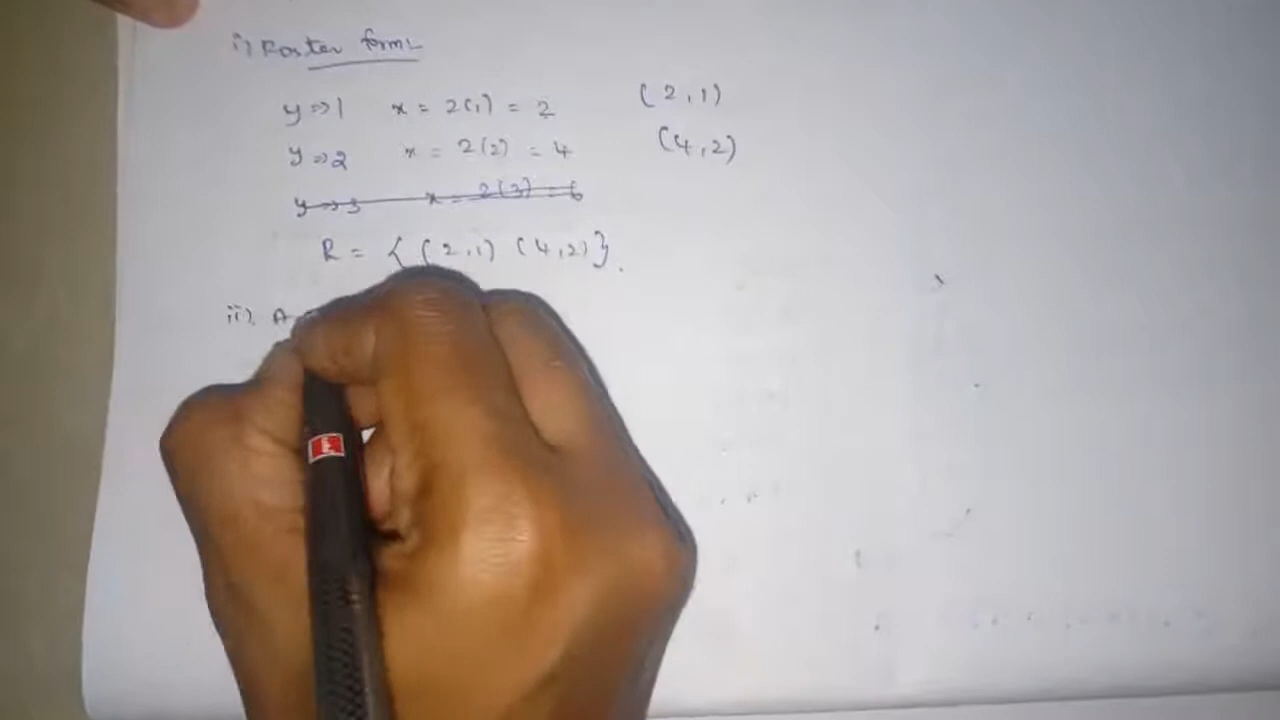 i) Roster form:
y ⇒ 1 x = 2(1) = 2 (2,1)
y ⇒ 2 x = 2(2) = 4 (4,2)
y ⇒ 3 x = 2(3) = 6
R = { (2,1) (4,2) }.
ii) A